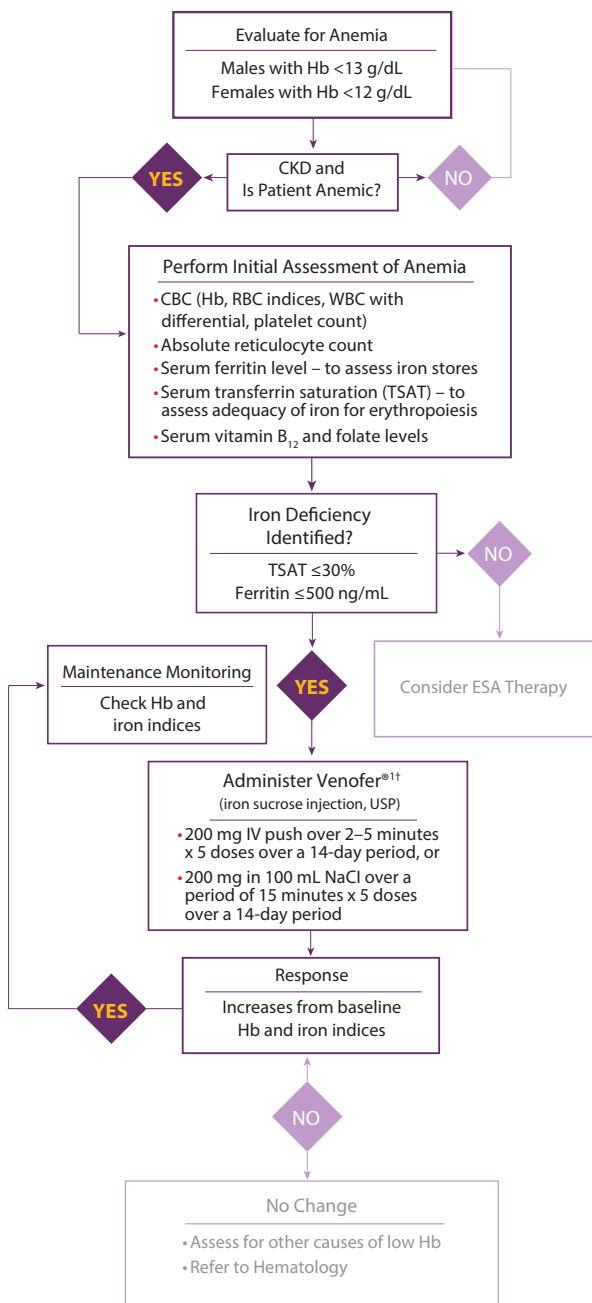 Evaluate for Anemia
Males with Hb <13 g/dL
Females with Hb <12 g/dL
YES
CKD and
Is Patient Anemic?
NO
Perform Initial Assessment of Anemia
•CBC (Hb, RBC indices, WBC with
differential, platelet count)
•Absolute reticulocyte count
•Serum ferritin level – to assess iron stores
•Serum transferrin saturation (TSAT) – to
assess adequacy of iron for erythropoiesis
•Serum vitamin B₁₂ and folate levels
Iron Deficiency
Identified?
TSAT ≤30%
Ferritin ≤500 ng/mL
NO
Consider ESA Therapy
YES
Maintenance Monitoring
Check Hb and
iron indices
Administer Venofer®¹†
(iron sucrose injection, USP)
•200 mg IV push over 2–5 minutes
x 5 doses over a 14-day period, or
•200 mg in 100 mL NaCl over a
period of 15 minutes x 5 doses
over a 14-day period
YES
Response
Increases from baseline
Hb and iron indices
NO
No Change
•Assess for other causes of low Hb
•Refer to Hematology